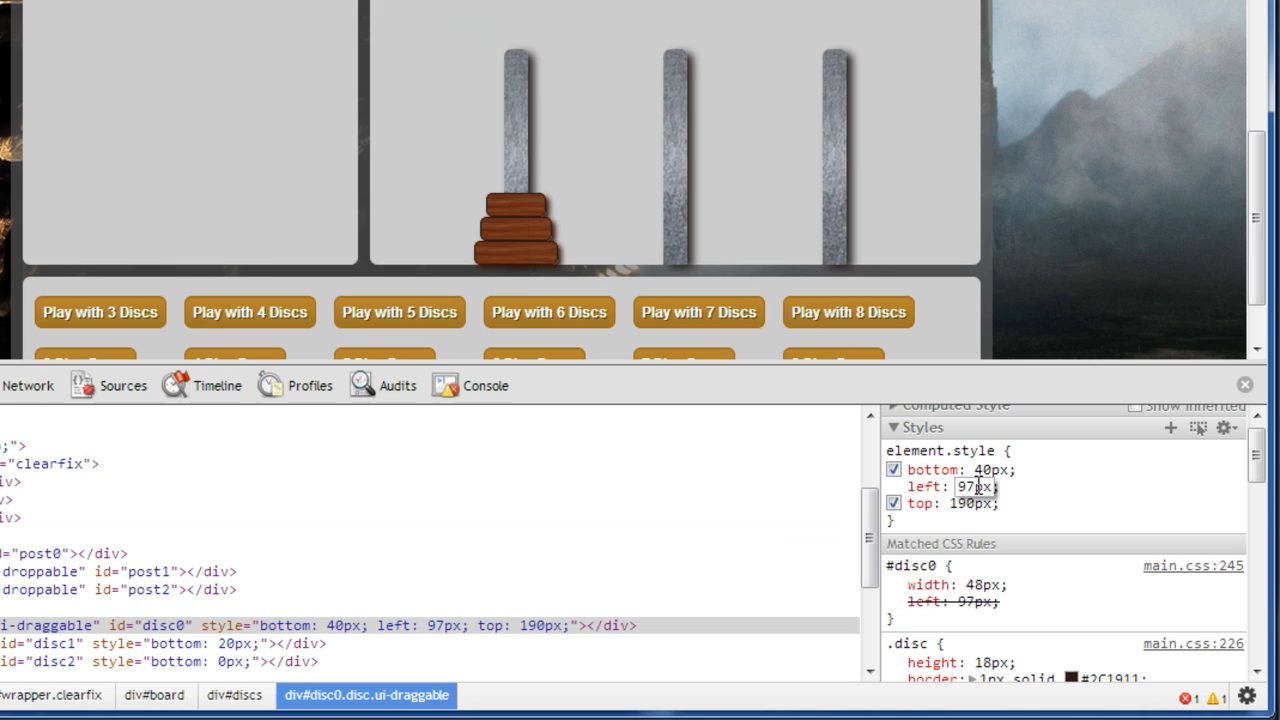 Play with 3 Discs Play with 4 Discs Play with 5 Discs Play with 6 Discs Play with 7 Discs Play with 8 Discs
Network Sources Timeline Profiles Audits Console
Computed Style Show inherited
Styles
p;">
="clearfix">
iv>
v>
iv>
d="post0"></div>
-droppable" id="post1"></div>
-droppable" id="post2"></div>
i-draggable" id="disc0" style="bottom: 40px; left: 97px; top: 190px;"></div>
id="disc1" style="bottom: 20px;"></div>
id="disc2" style="bottom: 0px;"></div>
element.style {
bottom: 40px;
left: 97px;
top: 190px;
}
Matched CSS Rules
#disc0 { main.css:245
width: 48px;
left: 97px;
}
.disc { main.css:226
height: 18px;
border: 1px solid #2C1911;
#wrapper.clearfix div#board div#discs div#disc0.disc.ui-draggable
1 1